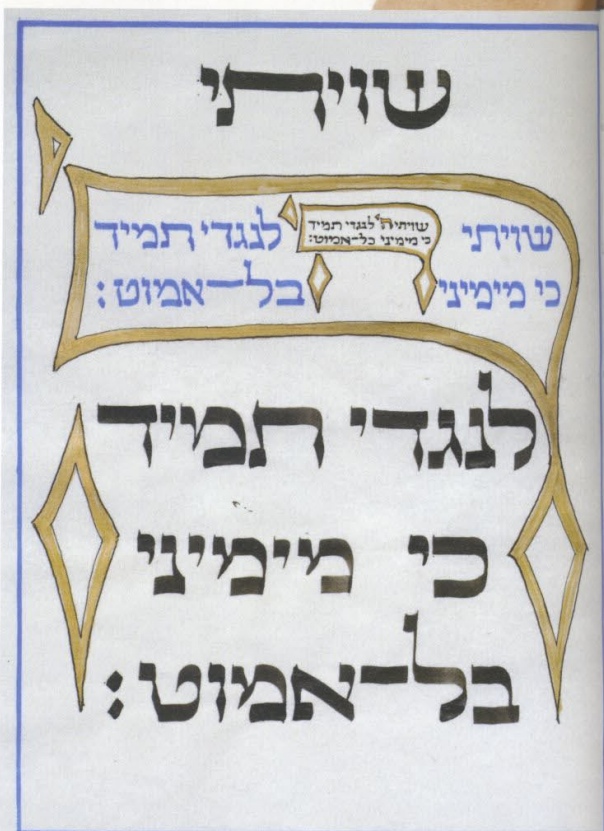 שויתי
ה׳
שויתי ה׳ לנגדי תמיד
כי מימיני בל־אמוט:
שויתי ה׳ לנגדי תמיד
כי מימיני בל־אמוט:
לנגדי תמיד
כי מימיני
בל־אמוט: